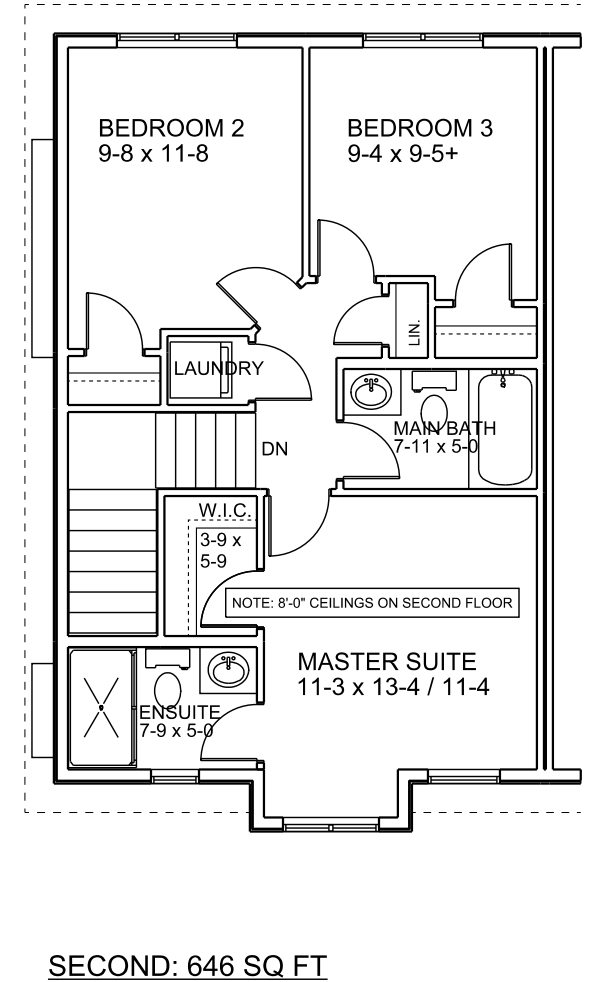 BEDROOM 2
9-8 x 11-8
BEDROOM 3
9-4 x 9-5+
LIN.
LAUNDRY
MAIN BATH
7-11 x 5-0
DN
W.I.C.
3-9 x
5-9
NOTE: 8'-0" CEILINGS ON SECOND FLOOR
MASTER SUITE
11-3 x 13-4 / 11-4
ENSUITE
7-9 x 5-0
SECOND: 646 SQ FT